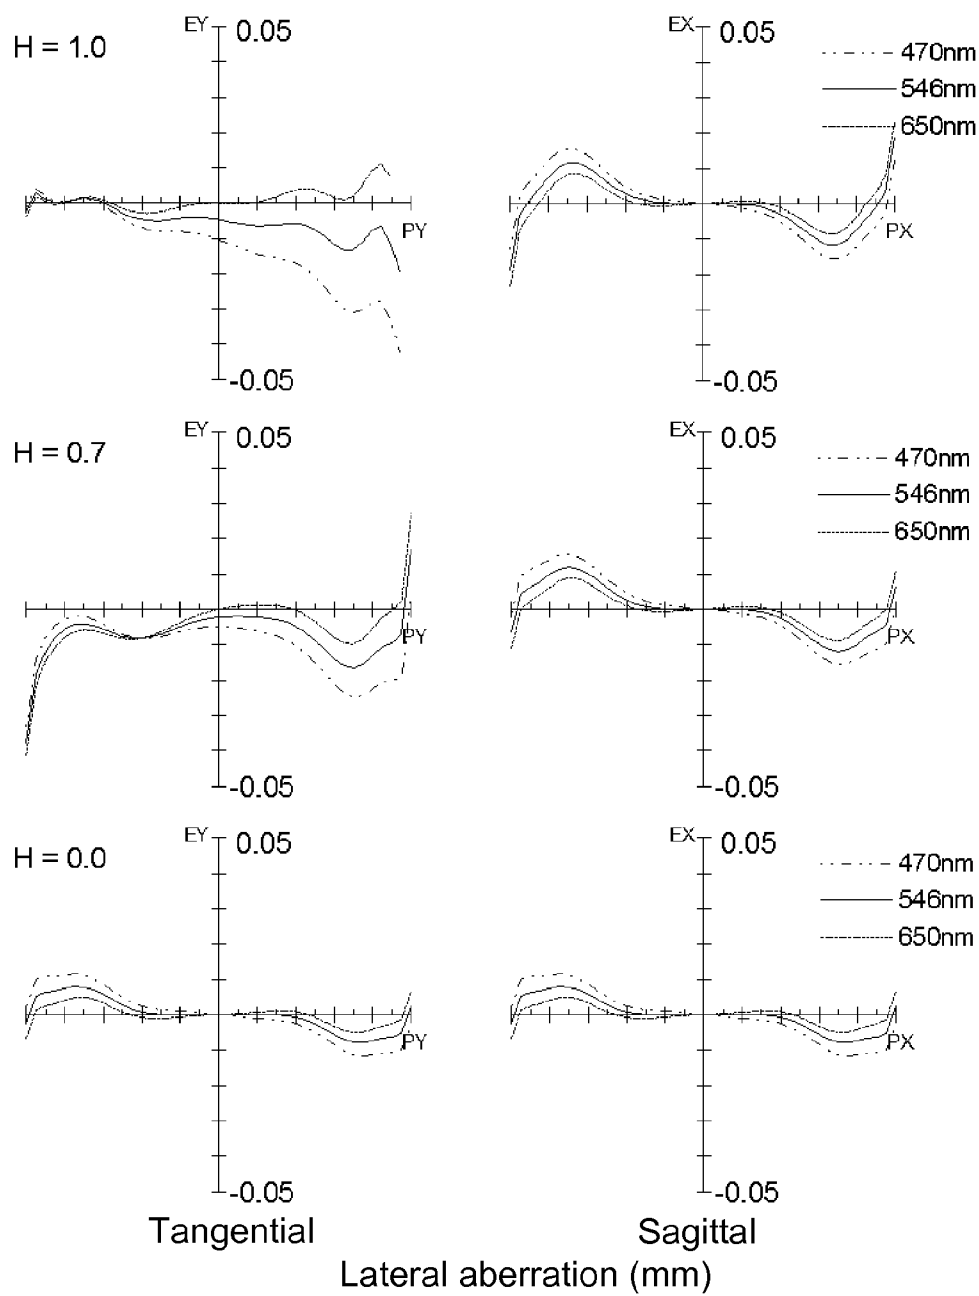 H = 1.0
EY 0.05
EX 0.05
470nm
546nm
650nm
PY
PX
-0.05
-0.05
H = 0.7
EY 0.05
EX 0.05
470nm
546nm
650nm
PY
PX
-0.05
-0.05
H = 0.0
EY 0.05
EX 0.05
470nm
546nm
650nm
PY
PX
-0.05
-0.05
Tangential
Sagittal
Lateral aberration (mm)